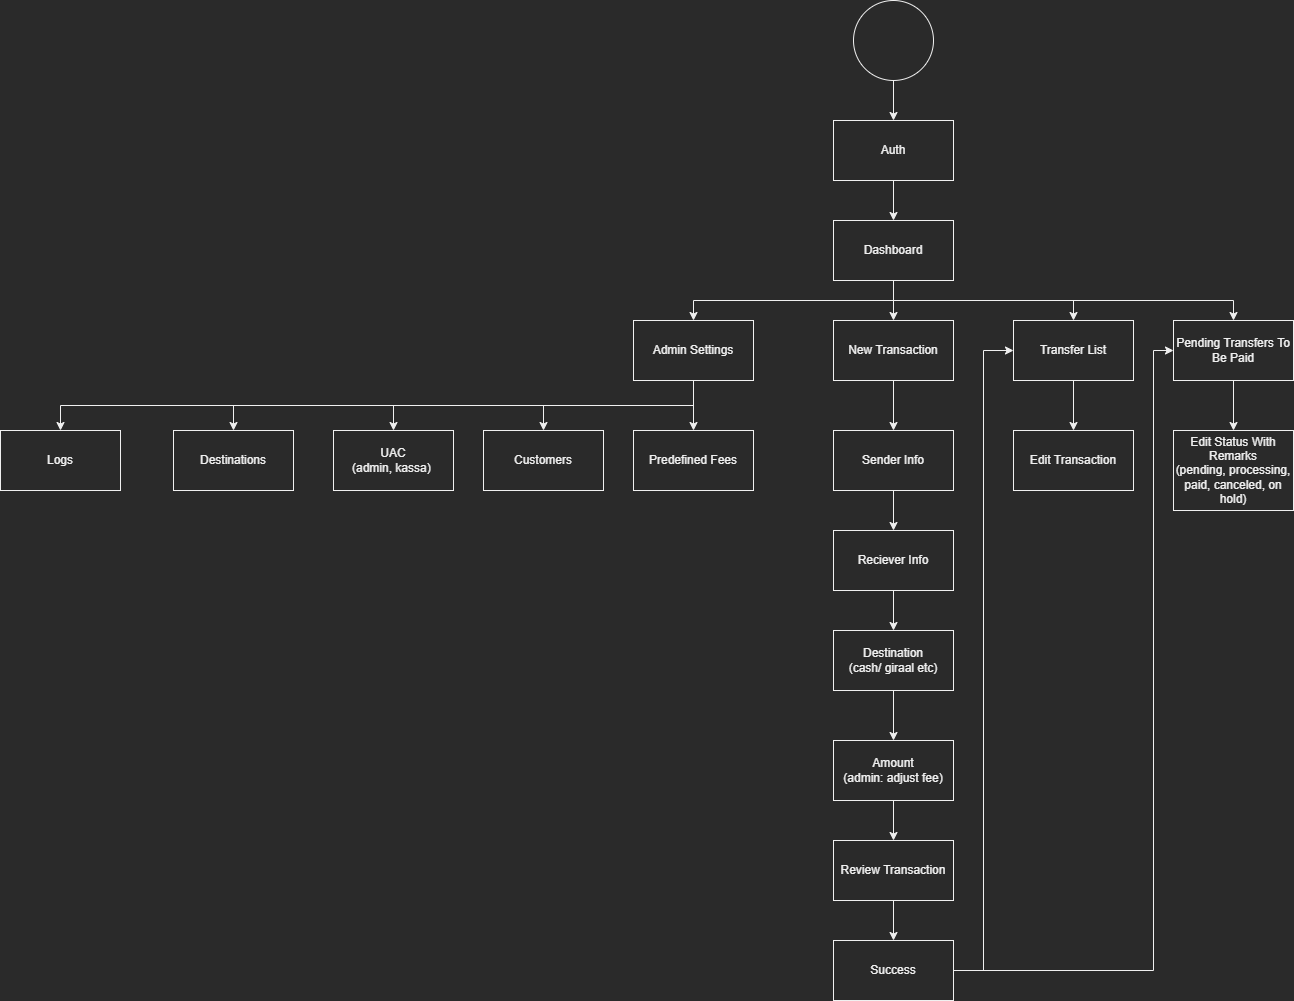 Auth
Dashboard
Admin Settings
New Transaction
Transfer List
Pending Transfers To
Be Paid
Logs
Destinations
UAC
(admin, kassa)
Customers
Predefined Fees
Sender Info
Edit Transaction
Edit Status With
Remarks
(pending, processing,
paid, canceled, on
hold)
Reciever Info
Destination
(cash/ giraal etc)
Amount
(admin: adjust fee)
Review Transaction
Success